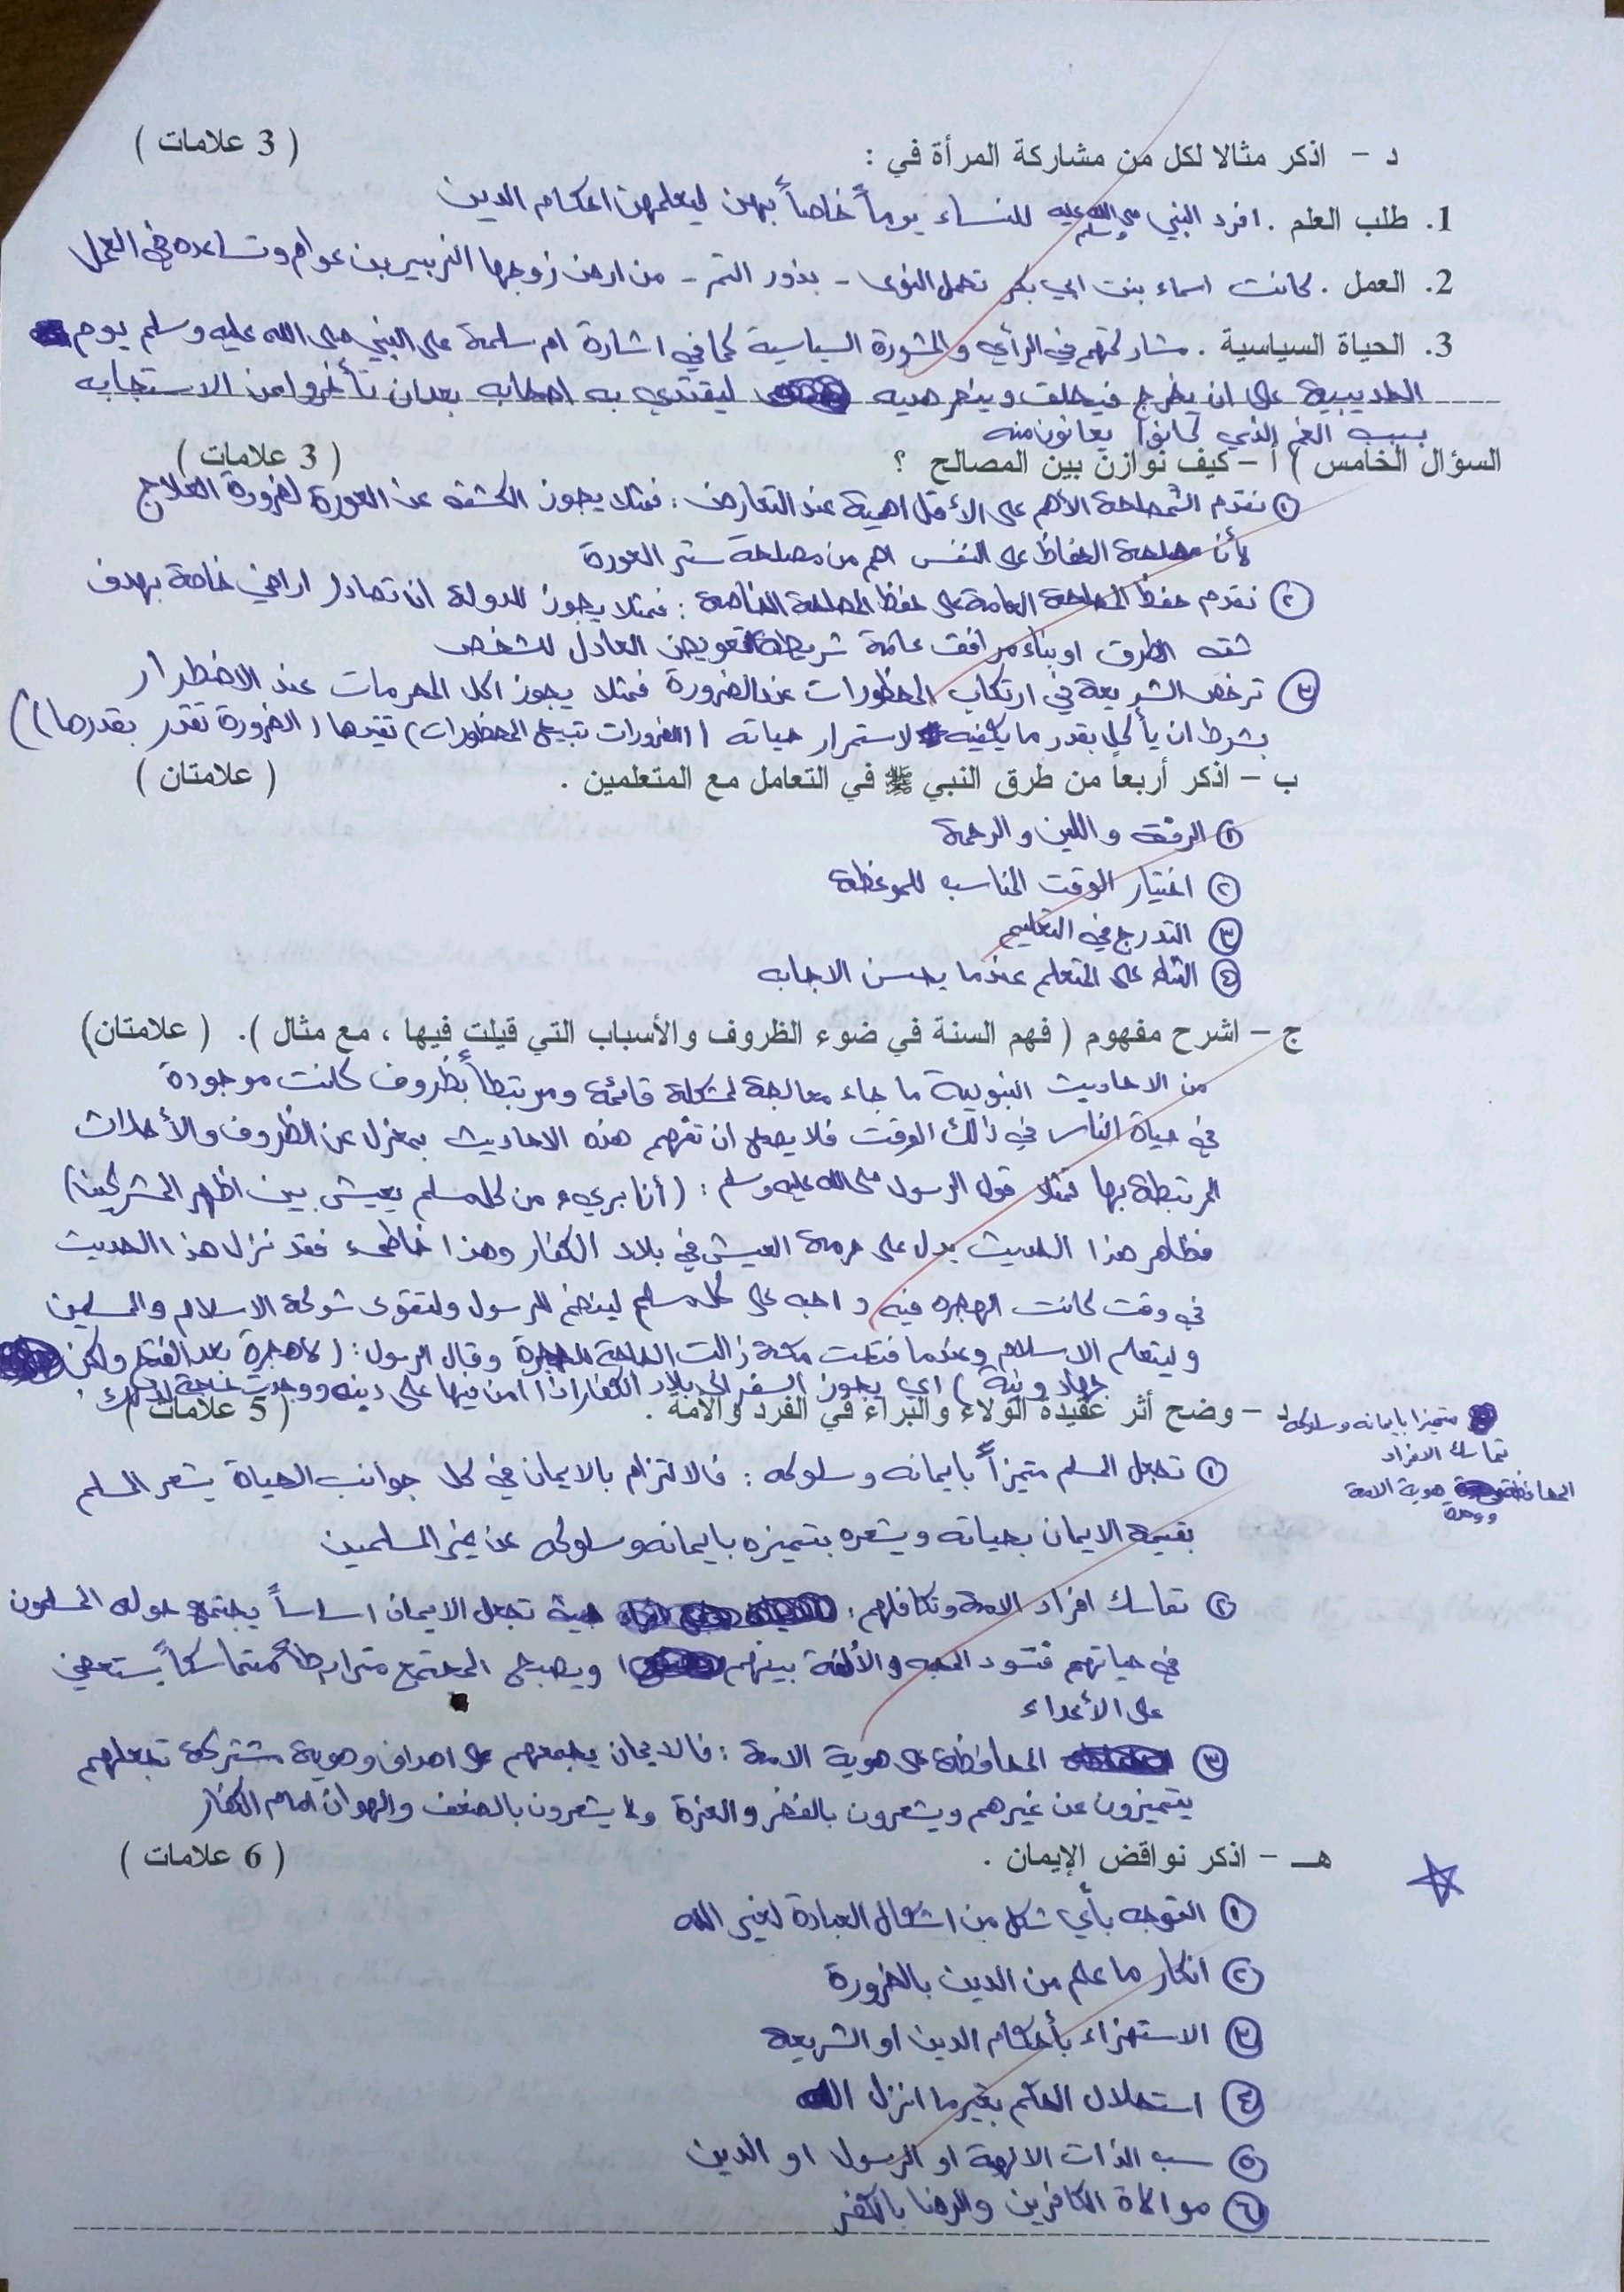 د - اذكر مثالا لكل من مشاركة المرأة في : ( 3 علامات )
1. طلب العلم . افرد النبي صلى الله عليه وسلم للنساء يوماً خاصاً بهن ليعلمهن احكام الدين
2. العمل . كانت اسماء بنت ابي بكر تحمل النوى - بذور التمر - من ارض زوجها الزبير بن عوام وتساعده في العمل
3. الحياة السياسية . مشاركتهم في الرأي والمشورة السياسية كما في اشارة ام سلمة على النبي صلى الله عليه وسلم يوم
الحديبية على ان يخرج فيحلق وينحر هديه ليقتدي به اصحابه بعد ان تأخروا عن الاستجابه
بسبب الغم الذي كانوا يعانون منه
السؤال الخامس ) أ – كيف نوازن بين المصالح ؟ ( 3 علامات )
① نقدم المصلحة الأهم على الأقل اهمية عند التعارض : فمثلا يجوز الكشف عن العورة لضرورة العلاج
لأن مصلحة الحفاظ على النفس اهم من مصلحة ستر العورة
② نقدم حفظ المصلحة العامة على حفظ المصلحة الخاصة : فمثلا يجوز للدولة ان تصادر اراضي خاصة بهدف
شق الطرق او بناء مرافق عامة شريطة التعويض العادل للشخص
③ ترخص الشريعة في ارتكاب المحظورات عند الضرورة فمثلا يجوز اكل المحرمات عند الاضطرار
بشرط ان يأكل بقدر ما يكفيه لاستمرار حياته ( الضرورات تبيح المحظورات ) تقيدها ( الضرورة تقدر بقدرها ) )
ب – اذكر أربعاً من طرق النبي ﷺ في التعامل مع المتعلمين . ( علامتان )
① الرفق واللين والرحمة
② اختيار الوقت المناسب للموعظة
③ التدرج في التعليم
④ الثناء على المتعلم عندما يحسن الاجابه
ج – اشرح مفهوم ( فهم السنة في ضوء الظروف والأسباب التي قيلت فيها ، مع مثال ). ( علامتان)
من الاحاديث النبوية ما جاء معالجة لمشكلة قائمة ومرتبطاً بظروف كانت موجودة
في حياة الناس في ذلك الوقت فلا يصح ان تفهم هذه الاحاديث بمعزل عن الظروف والأحداث
المرتبطة بها فمثلا قول الرسول صلى الله عليه وسلم : ( أنا بريء من كل مسلم يعيش بين اظهر المشركين )
فظاهر هذا الحديث يدل على حرمة العيش في بلاد الكفار وهذا خاطىء فقد نزل هذا الحديث
في وقت كانت الهجره فيه واجبه على كل مسلم لينضم للرسول ولتقوى شوكة الاسلام والمسلمين
وليتعلم الاسلام وعندما فتحت مكة زالت الحاجة للهجرة وقال الرسول : ( لا هجرة بعد الفتح ولكن
جهاد ونية ) اي يجوز السفر الى بلاد الكفار اذا امن فيها على دينه ووجدت حاجة لذلك .
د – وضح أثر عقيدة الولاء والبراء في الفرد والأمة . ( 5 علامات )
متميزا بايمانه وسلوكه
تماسك الافراد
المحافظة هوية الامة
ووحدة
① تجعل المسلم متميزاً بايمانه وسلوكه : فالالتزام بالايمان في كل جوانب الحياة يشعر المسلم
بقيمة الايمان بحياته ويشعره بتميزه بايمانه وسلوكه عن غير المسلمين
② تماسك افراد الامة وتكافلهم : حيث تجعل الايمان اساساً يجتمع حوله المسلمون
في حياتهم فتسود المحبه والألفة بينهم ويصبح المجتمع مترابطاً متماسكاً يستعصي
على الأعداء
③ المحافظة على هوية الامة : فالايمان يجمعهم على اهداف وهوية مشتركة تجعلهم
يتميزون عن غيرهم ويشعرون بالفخر والعزة ولا يشعرون بالضعف والهوان امام الكفار
هـ - اذكر نواقض الإيمان . ( 6 علامات )
① التوجه بأي شكل من اشكال العبادة لغير الله
② انكار ما علم من الدين بالضرورة
③ الاستهزاء بأحكام الدين او الشريعة
④ استحلال الحكم بغير ما انزل الله
⑤ سب الذات الالهية او الرسول او الدين
⑥ موالاة الكافرين والرضا بالكفر